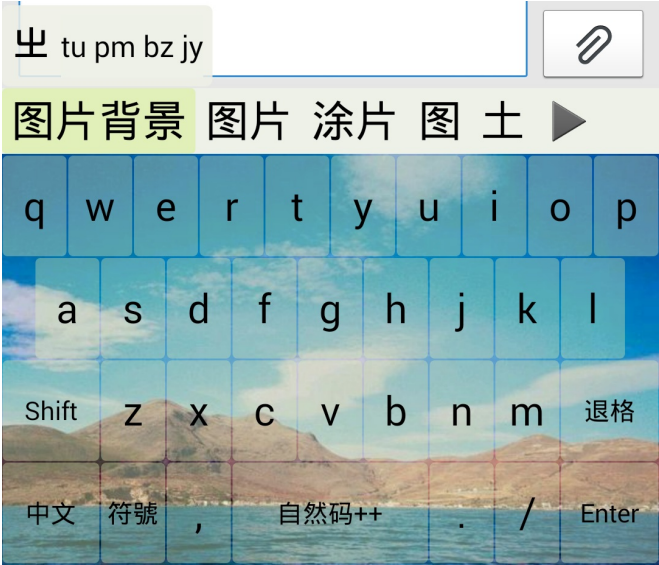 㞢 tu pm bz jy
图片背景 图片 涂片 图 土
q w e r t y u i o p
a s d f g h j k l
Shift z x c v b n m 退格
中文 符號 , 自然码++ . / Enter